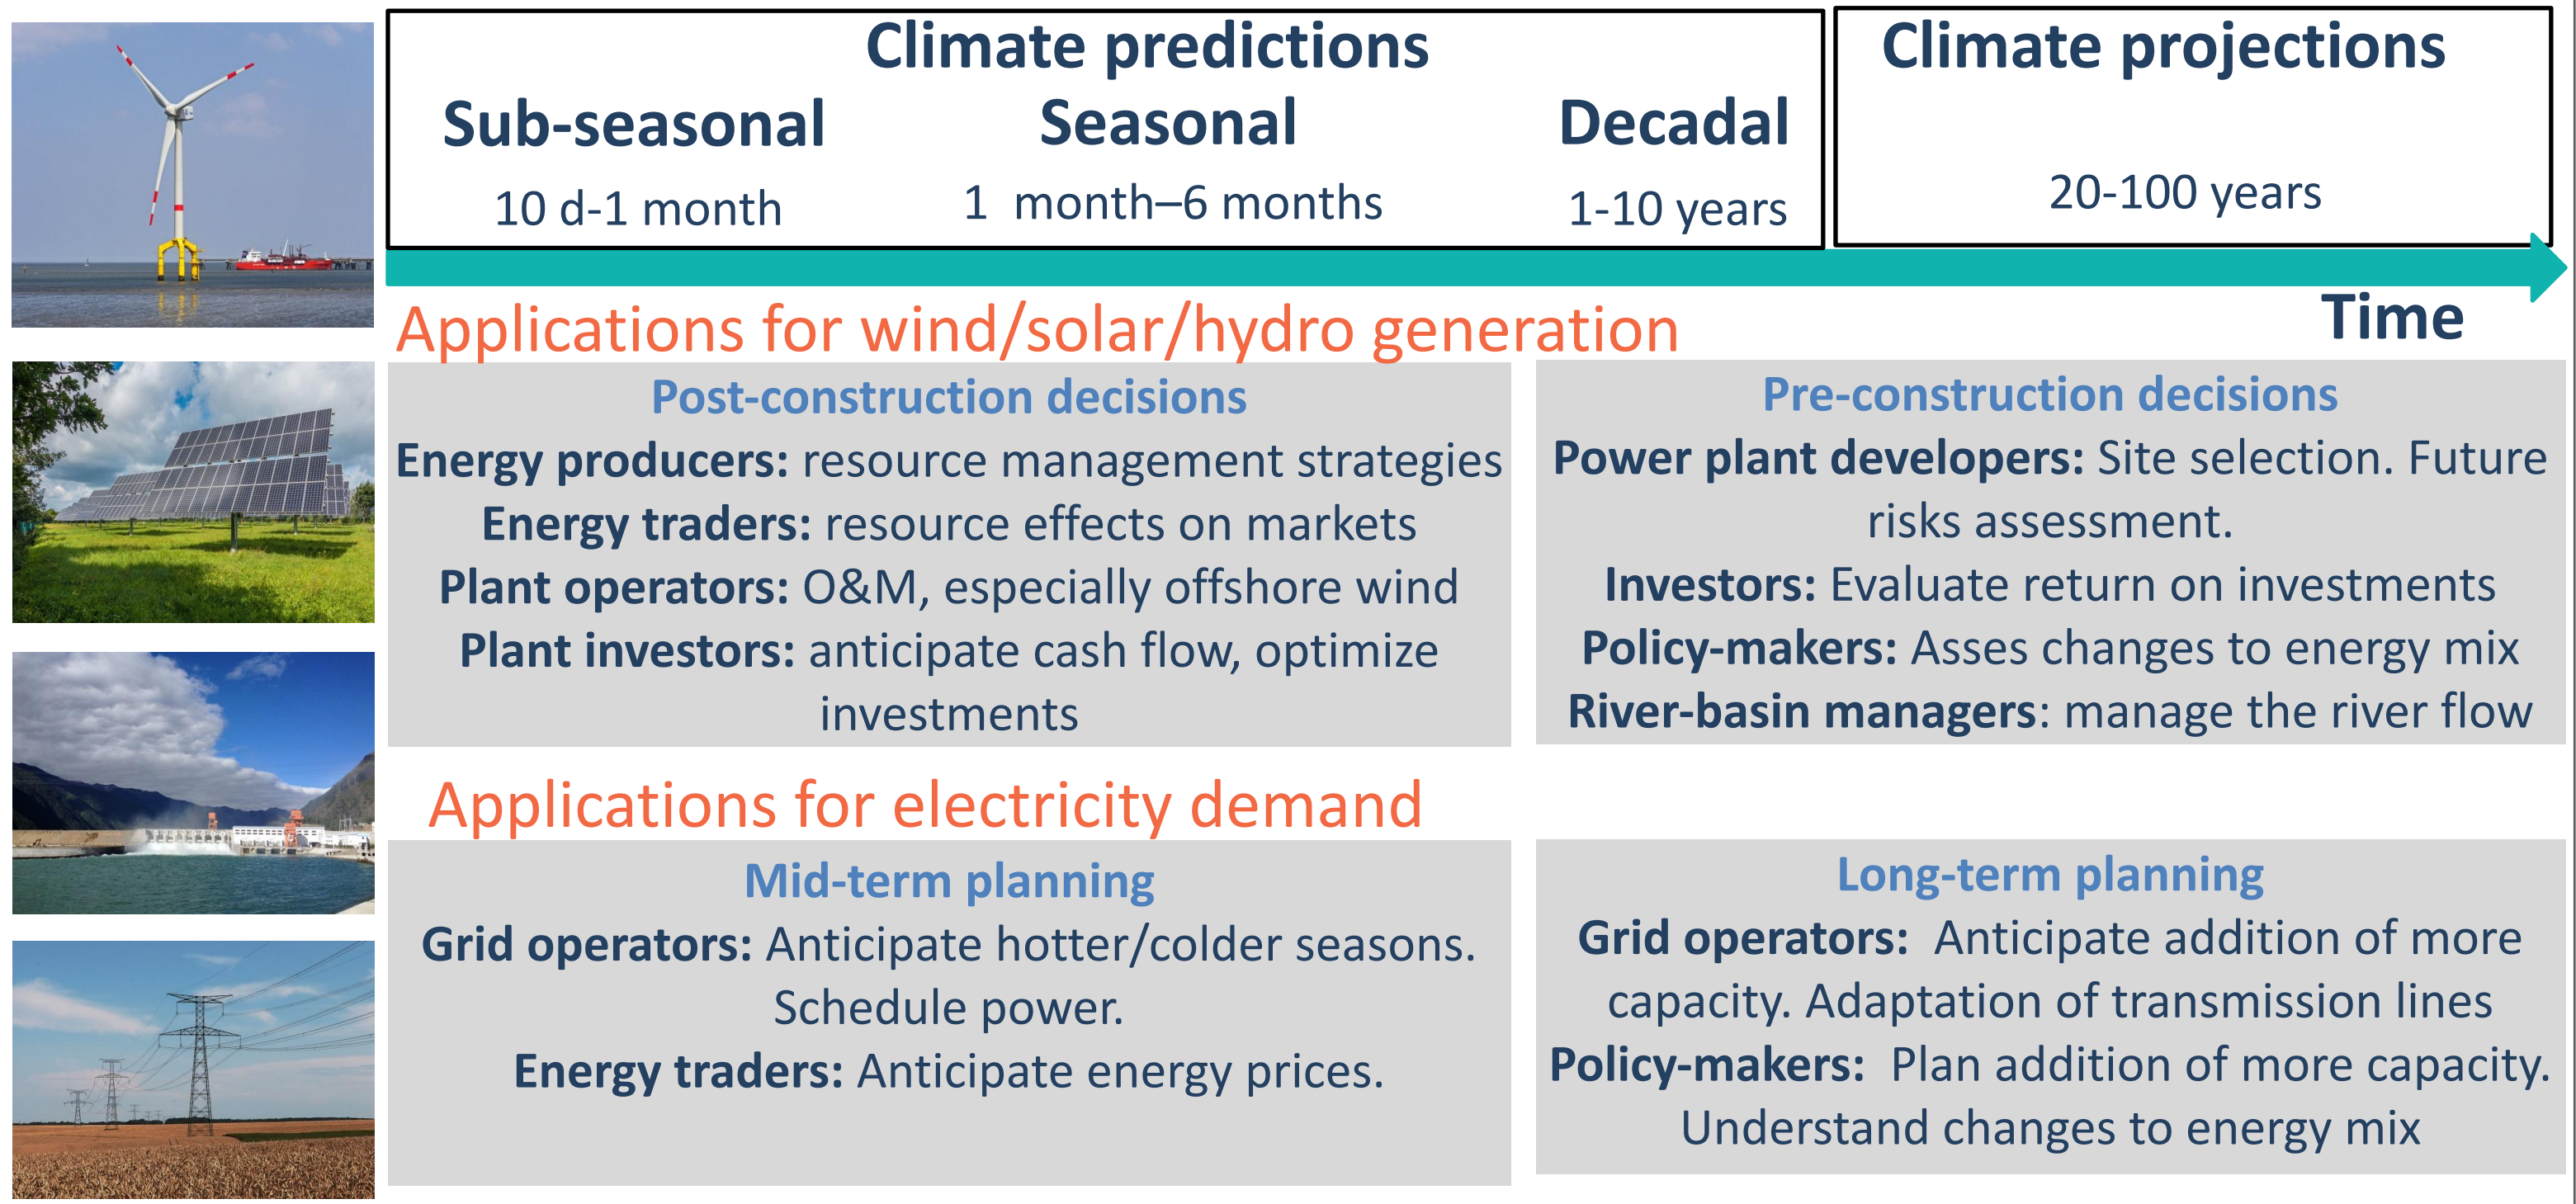 Climate predictions
Sub-seasonal
Seasonal
Decadal
10 d-1 month
1 month–6 months
1-10 years
Climate projections
20-100 years
Time
Applications for wind/solar/hydro generation
Post-construction decisions
Energy producers: resource management strategies
Energy traders: resource effects on markets
Plant operators: O&M, especially offshore wind
Plant investors: anticipate cash flow, optimize
investments
Pre-construction decisions
Power plant developers: Site selection. Future
risks assessment.
Investors: Evaluate return on investments
Policy-makers: Asses changes to energy mix
River-basin managers: manage the river flow
Applications for electricity demand
Mid-term planning
Grid operators: Anticipate hotter/colder seasons.
Schedule power.
Energy traders: Anticipate energy prices.
Long-term planning
Grid operators: Anticipate addition of more
capacity. Adaptation of transmission lines
Policy-makers: Plan addition of more capacity.
Understand changes to energy mix